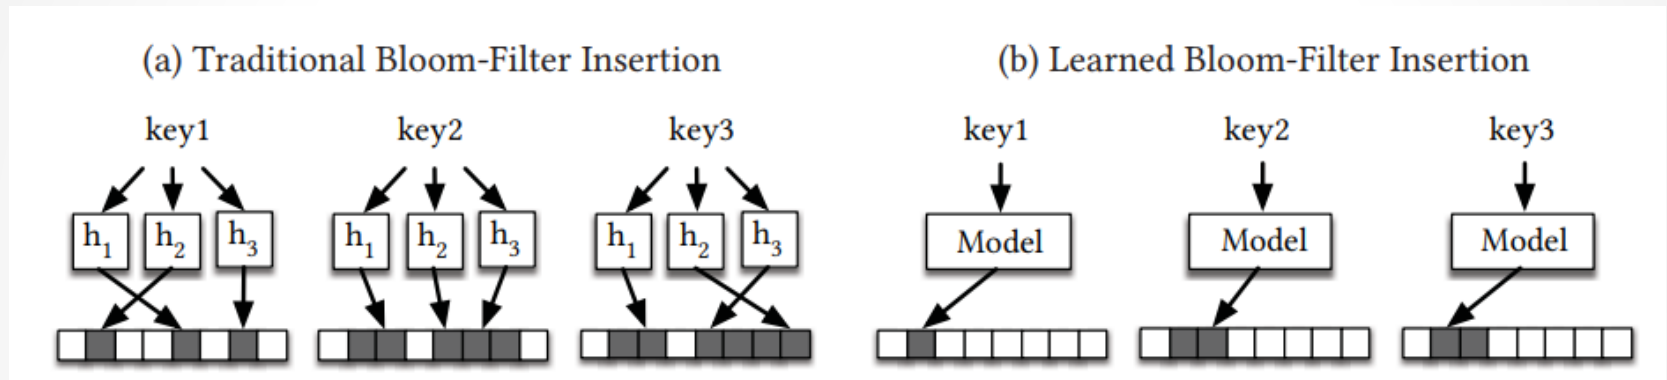 (a) Traditional Bloom-Filter Insertion
key1 key2 key3
h1 h2 h3 h1 h2 h3 h1 h2 h3
(b) Learned Bloom-Filter Insertion
key1 key2 key3
Model Model Model